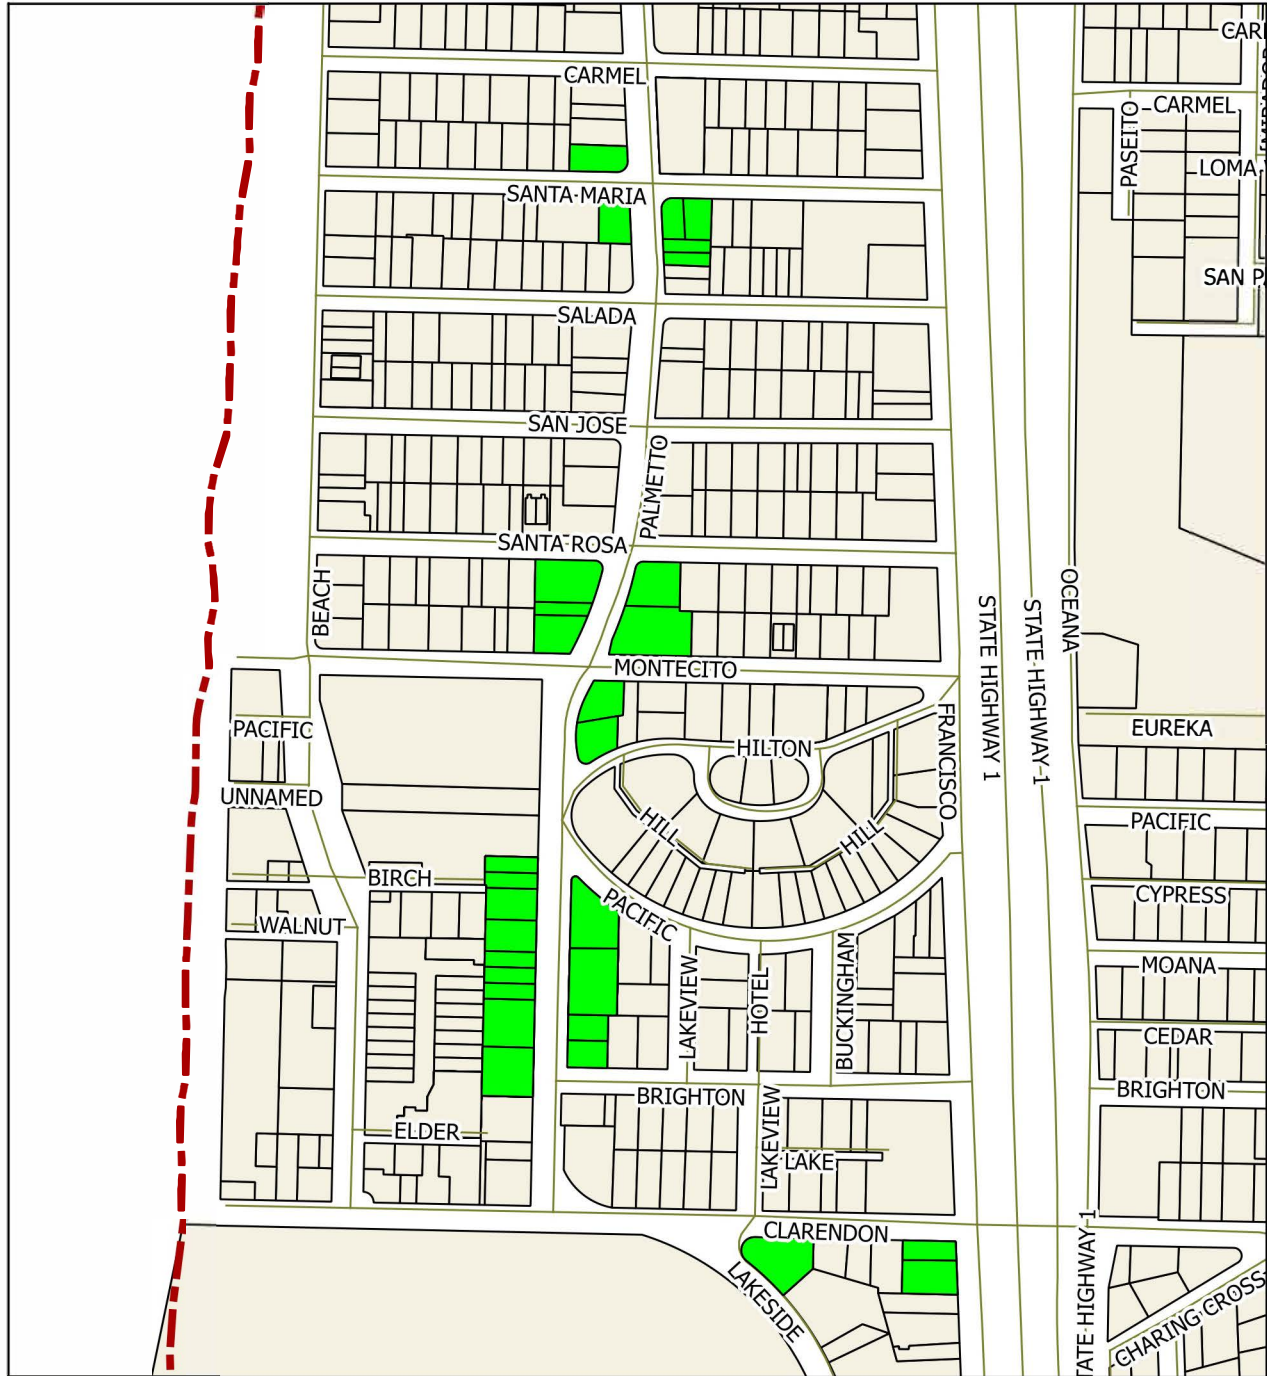 CARMEL
CARMEL
PASEITO
LOMA
SANTA MARIA
SAN P
SALADA
SAN JOSE
PALMETTO
SANTA ROSA
BEACH
STATE HIGHWAY 1
STATE HIGHWAY 1
OCEANA
MONTECITO
PACIFIC
HILTON
FRANCISCO
EUREKA
UNNAMED
HILL
HILL
PACIFIC
BIRCH
CYPRESS
WALNUT
PACIFIC
LAKEVIEW
HOTEL
BUCKINGHAM
MOANA
CEDAR
BRIGHTON
BRIGHTON
ELDER
LAKEVIEW
LAKE
CLARENDON
LAKESIDE
TATE HIGHWAY 1
CHARING CROSS